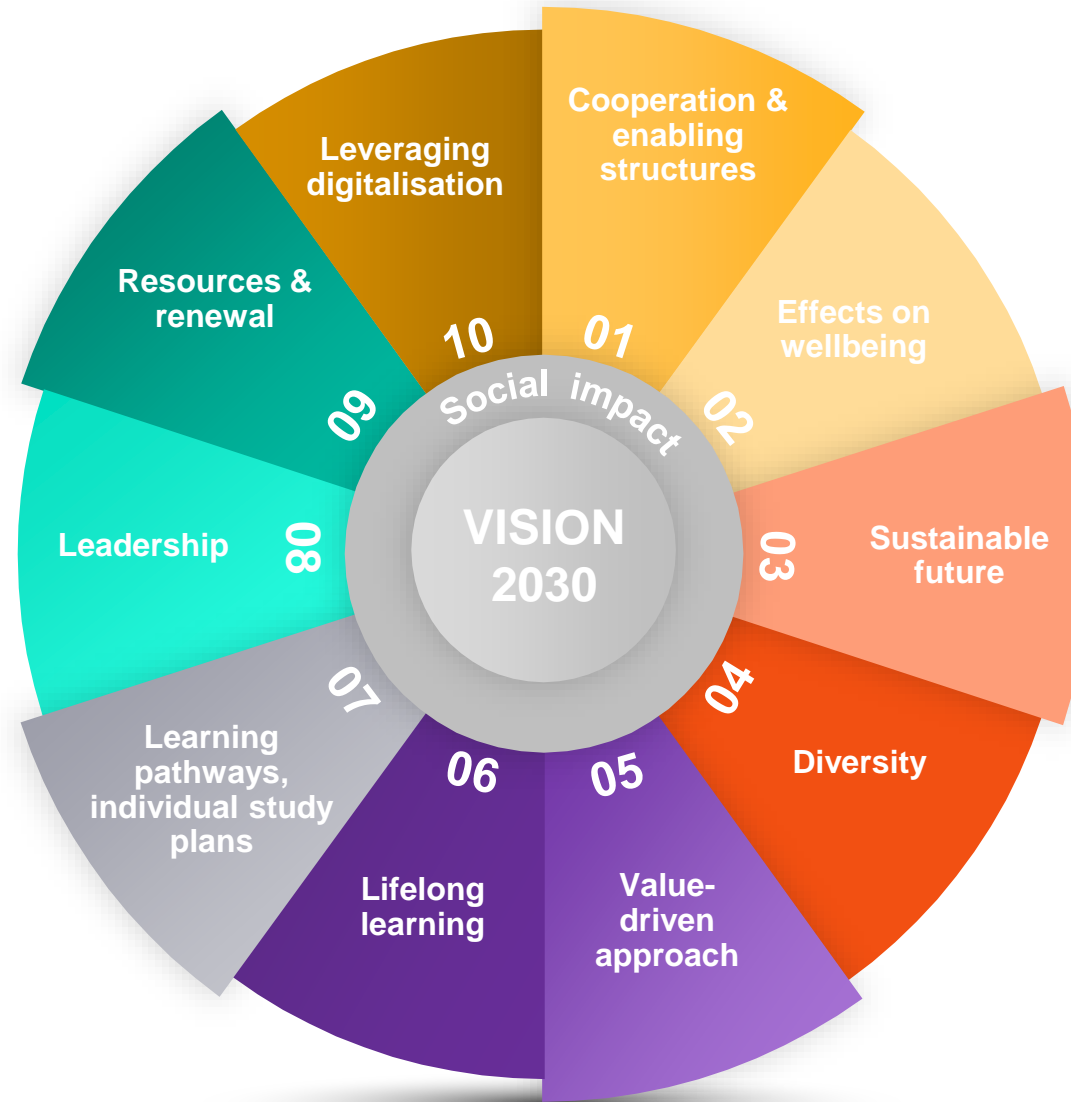 VISION
2030
Social impact
01
Cooperation &
enabling
structures
02
Effects on
wellbeing
03
Sustainable
future
04
Diversity
05
Value-
driven
approach
06
Lifelong
learning
07
Learning
pathways,
individual study
plans
08
Leadership
09
Resources &
renewal
10
Leveraging
digitalisation